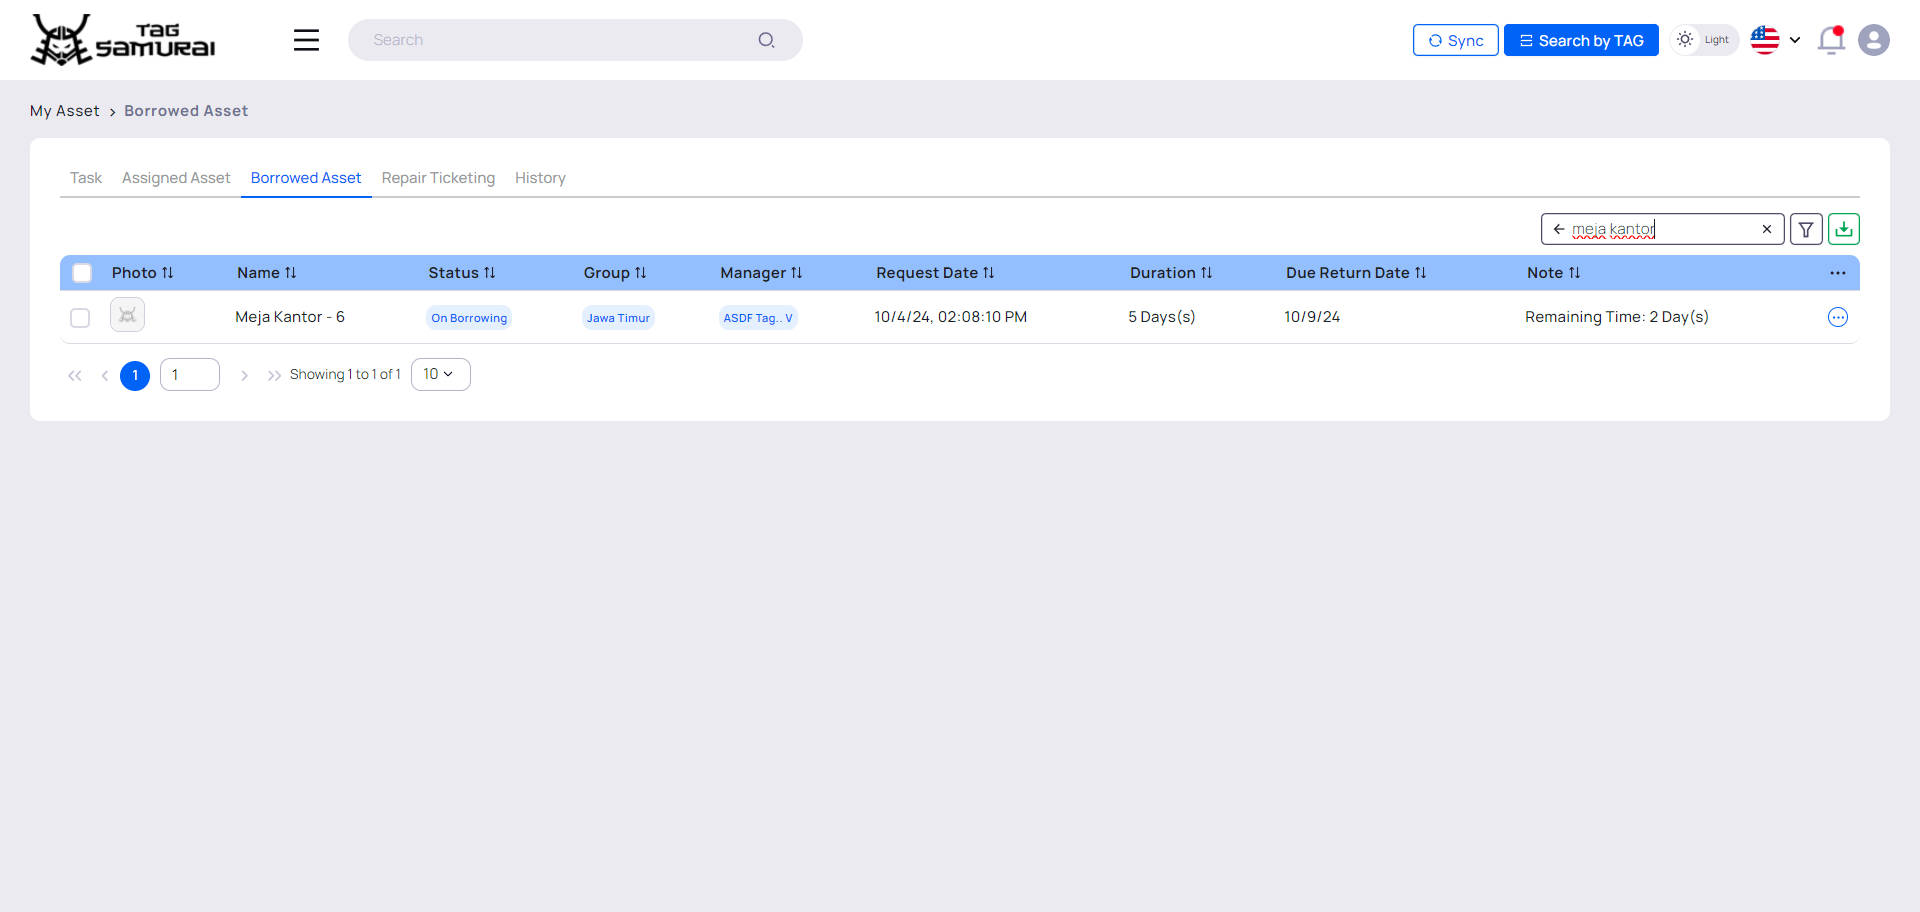 TAG
SAMURAI
Search
Sync
Search by TAG
Light
My Asset > Borrowed Asset
Task
Assigned Asset
Borrowed Asset
Repair Ticketing
History
meja kantor
Photo
Name
Status
Group
Manager
Request Date
Duration
Due Return Date
Note
Meja Kantor - 6
On Borrowing
Jawa Timur
ASDF Tag.. V
10/4/24, 02:08:10 PM
5 Days(s)
10/9/24
Remaining Time: 2 Day(s)
1
1
Showing 1 to 1 of 1
10